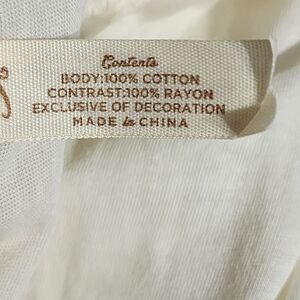 Contents
BODY:100% COTTON
CONTRAST:100% RAYON
EXCLUSIVE OF DECORATION
MADE in CHINA